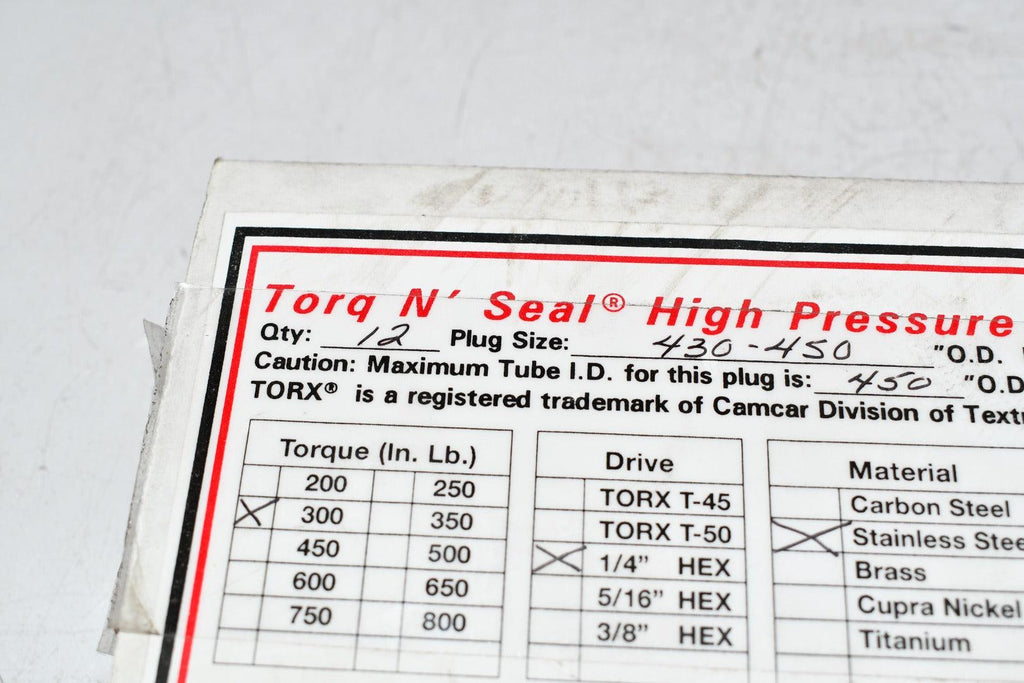 Torq N' Seal® High Pressure
Qty: 12 Plug Size: 430-450 "O.D.
Caution: Maximum Tube I.D. for this plug is: 450 "O.D
TORX® is a registered trademark of Camcar Division of Textr
Torque (In. Lb.)
200 250
X 300 350
450 500
600 650
750 800
Drive
TORX T-45
TORX T-50
X 1/4" HEX
5/16" HEX
3/8" HEX
Material
Carbon Steel
X Stainless Stee
Brass
Cupra Nickel
Titanium